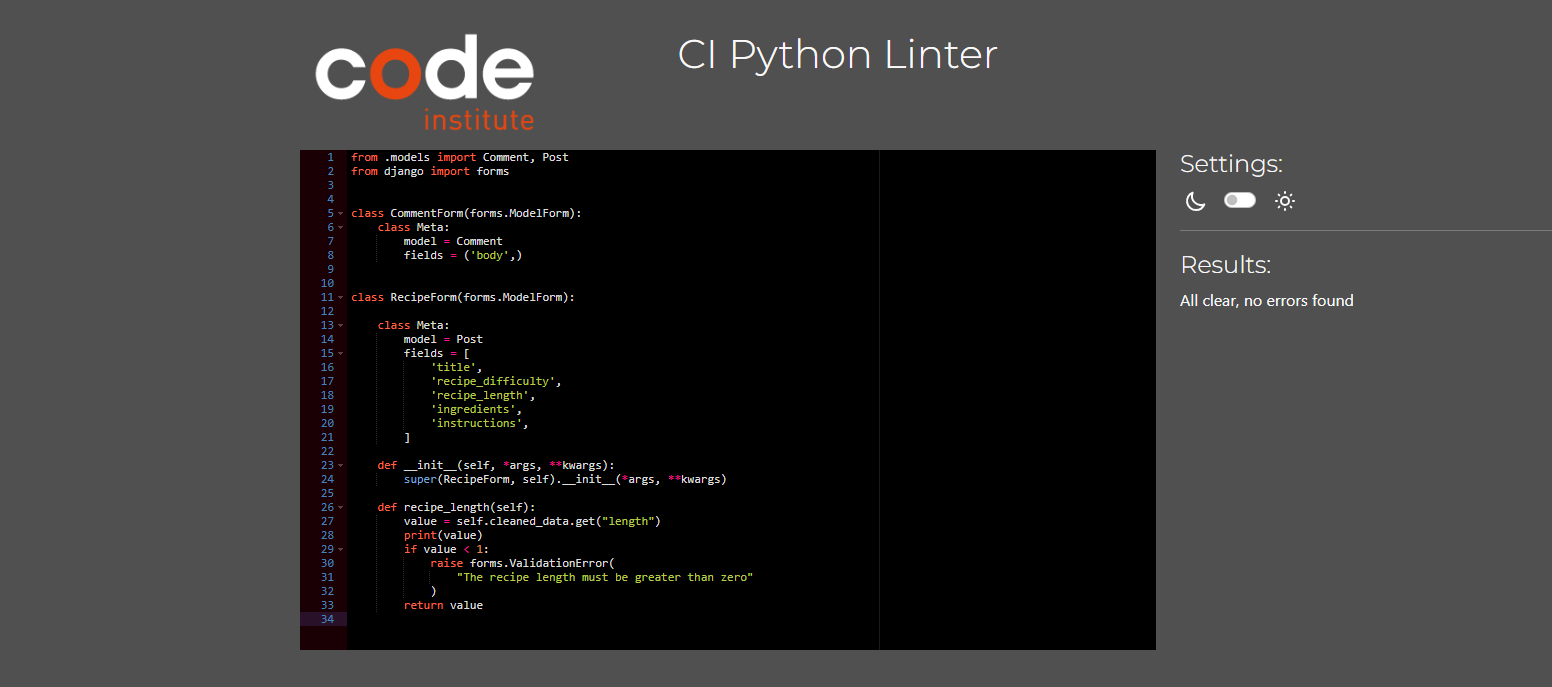 code
institute
CI Python Linter
1 from .models import Comment, Post
2 from django import forms
3
4
5 class CommentForm(forms.ModelForm):
6     class Meta:
7         model = Comment
8         fields = ('body',)
9
10
11 class RecipeForm(forms.ModelForm):
12
13     class Meta:
14         model = Post
15         fields = [
16             'title',
17             'recipe_difficulty',
18             'recipe_length',
19             'ingredients',
20             'instructions',
21         ]
22
23     def __init__(self, *args, **kwargs):
24         super(RecipeForm, self).__init__(*args, **kwargs)
25
26     def recipe_length(self):
27         value = self.cleaned_data.get("length")
28         print(value)
29         if value < 1:
30             raise forms.ValidationError(
31                 "The recipe length must be greater than zero"
32             )
33         return value
34
Settings:
Results:
All clear, no errors found